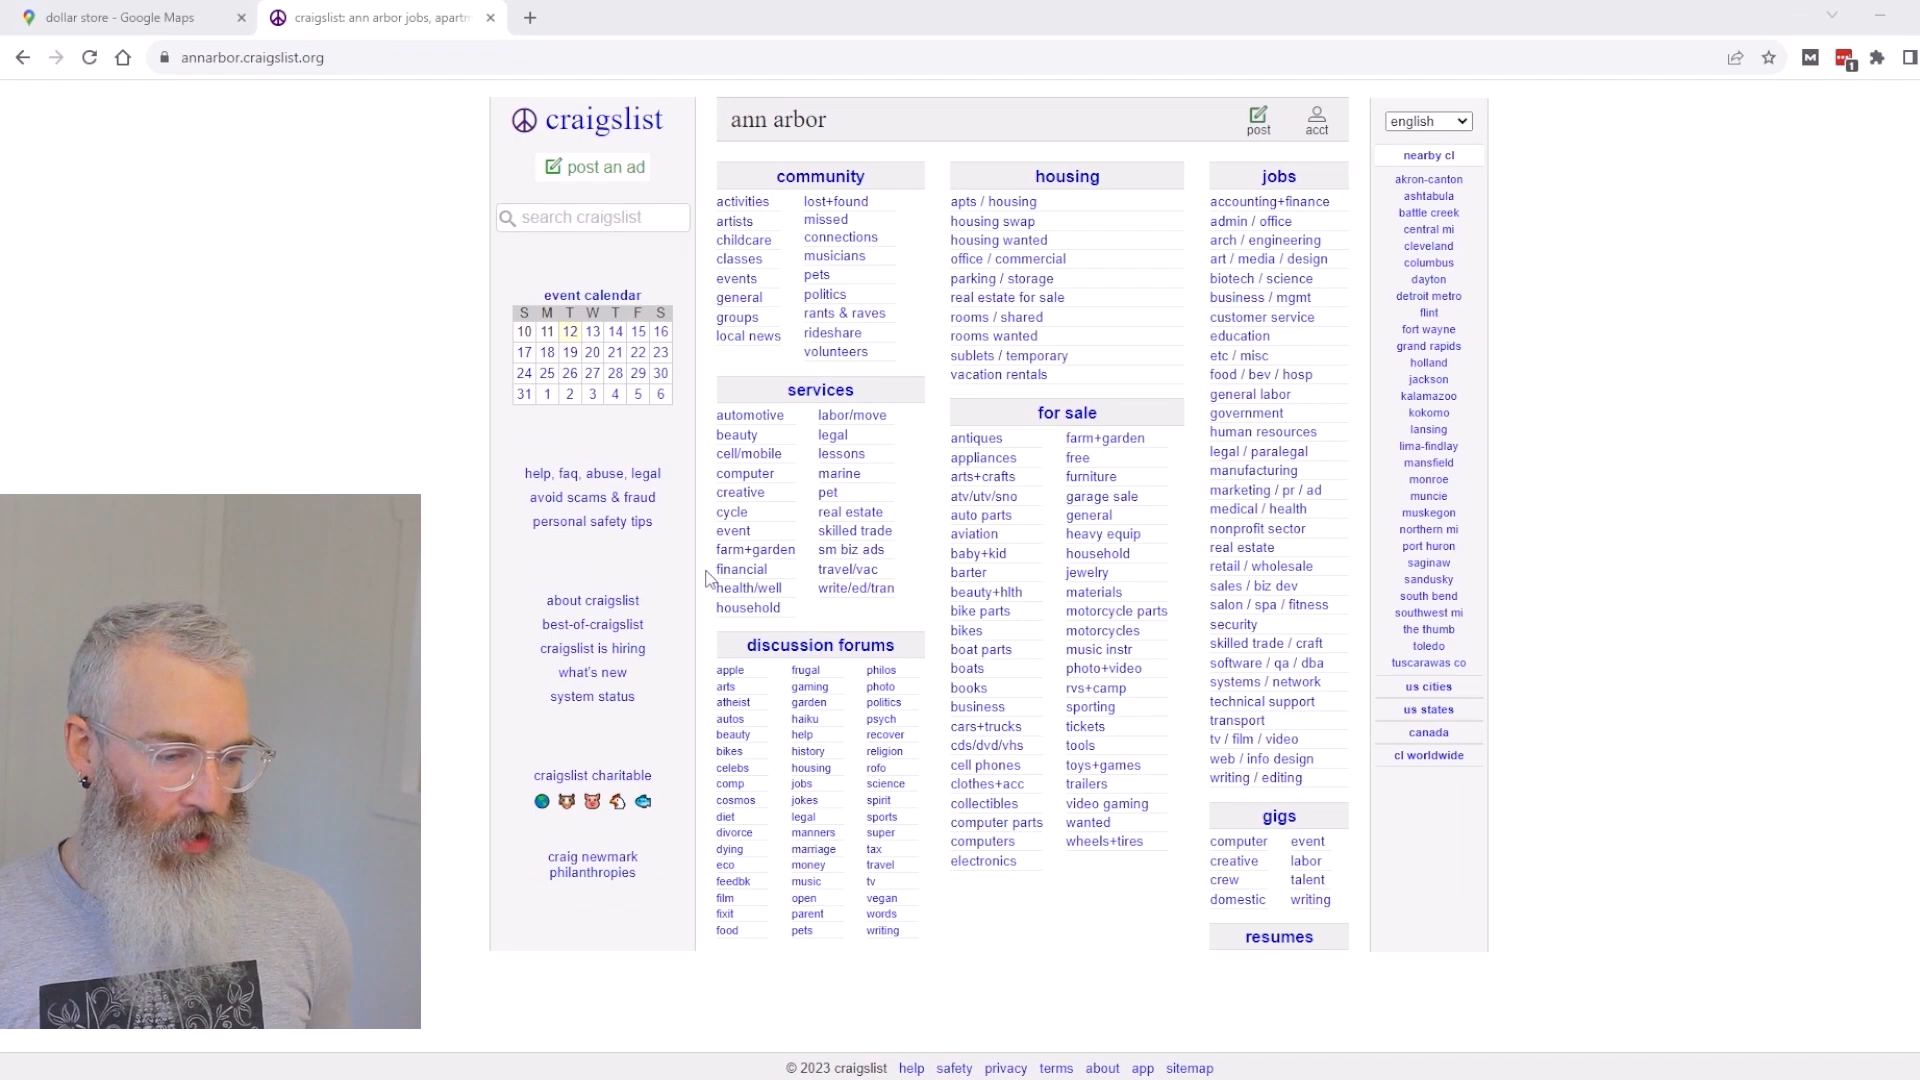 dollar store - Google Maps
craigslist: ann arbor jobs, apartm
annarbor.craigslist.org
1
craigslist
post an ad
search craigslist
event calendar
S M T W T F S
10 11 12 13 14 15 16
17 18 19 20 21 22 23
24 25 26 27 28 29 30
31 1 2 3 4 5 6
help, faq, abuse, legal
avoid scams & fraud
personal safety tips
about craigslist
best-of-craigslist
craigslist is hiring
what's new
system status
craigslist charitable
craig newmark
philanthropies
ann arbor
post
acct
community
activities
artists
childcare
classes
events
general
groups
local news
lost+found
missed
connections
musicians
pets
politics
rants & raves
rideshare
volunteers
services
automotive
beauty
cell/mobile
computer
creative
cycle
event
farm+garden
financial
health/well
household
labor/move
legal
lessons
marine
pet
real estate
skilled trade
sm biz ads
travel/vac
write/ed/tran
discussion forums
apple
arts
atheist
autos
beauty
bikes
celebs
comp
cosmos
diet
divorce
dying
eco
feedbk
film
fixit
food
frugal
gaming
garden
haiku
help
history
housing
jobs
jokes
legal
manners
marriage
money
music
open
parent
pets
philos
photo
politics
psych
recover
religion
rofo
science
spirit
sports
super
tax
travel
tv
vegan
words
writing
housing
apts / housing
housing swap
housing wanted
office / commercial
parking / storage
real estate for sale
rooms / shared
rooms wanted
sublets / temporary
vacation rentals
for sale
antiques
appliances
arts+crafts
atv/utv/sno
auto parts
aviation
baby+kid
barter
beauty+hlth
bike parts
bikes
boat parts
boats
books
business
cars+trucks
cds/dvd/vhs
cell phones
clothes+acc
collectibles
computer parts
computers
electronics
farm+garden
free
furniture
garage sale
general
heavy equip
household
jewelry
materials
motorcycle parts
motorcycles
music instr
photo+video
rvs+camp
sporting
tickets
tools
toys+games
trailers
video gaming
wanted
wheels+tires
jobs
accounting+finance
admin / office
arch / engineering
art / media / design
biotech / science
business / mgmt
customer service
education
etc / misc
food / bev / hosp
general labor
government
human resources
legal / paralegal
manufacturing
marketing / pr / ad
medical / health
nonprofit sector
real estate
retail / wholesale
sales / biz dev
salon / spa / fitness
security
skilled trade / craft
software / qa / dba
systems / network
technical support
transport
tv / film / video
web / info design
writing / editing
gigs
computer
creative
crew
domestic
event
labor
talent
writing
resumes
english
nearby cl
akron-canton
ashtabula
battle creek
central mi
cleveland
columbus
dayton
detroit metro
flint
fort wayne
grand rapids
holland
jackson
kalamazoo
kokomo
lansing
lima-findlay
mansfield
monroe
muncie
muskegon
northern mi
port huron
saginaw
sandusky
south bend
southwest mi
the thumb
toledo
tuscarawas co
us cities
us states
canada
cl worldwide
© 2023 craigslist help safety privacy terms about app sitemap